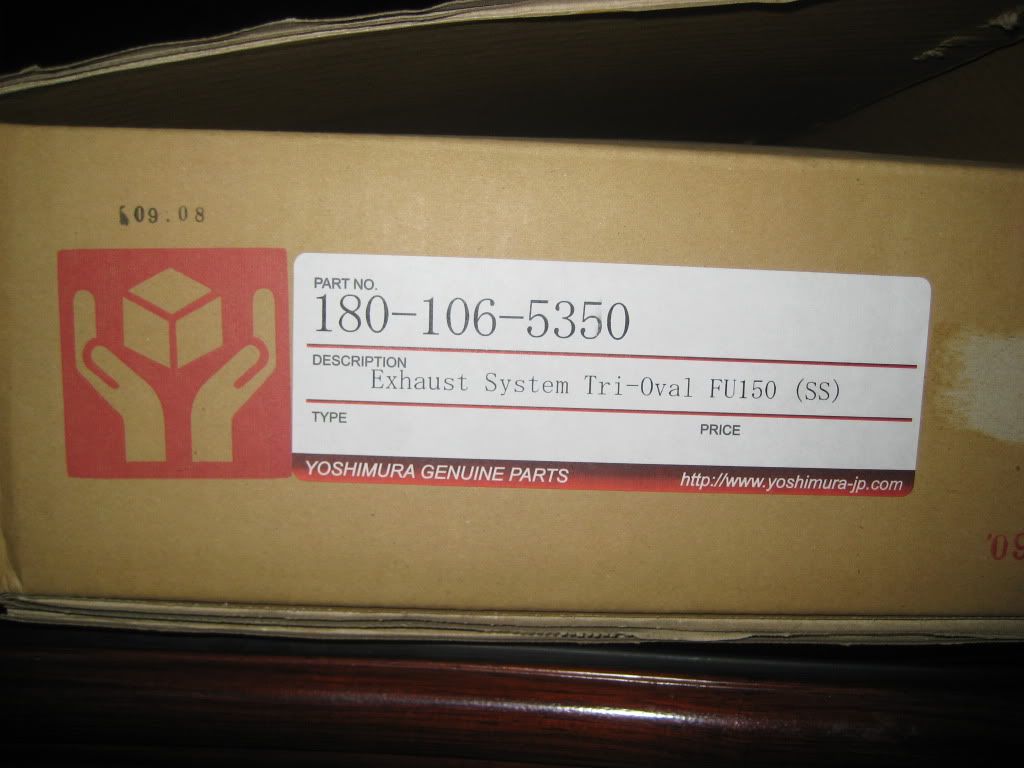 09.08
PART NO.
180-106-5350
DESCRIPTION
Exhaust System Tri-Oval FU150 (SS)
TYPE
PRICE
YOSHIMURA GENUINE PARTS
http://www.yoshimura-jp.com